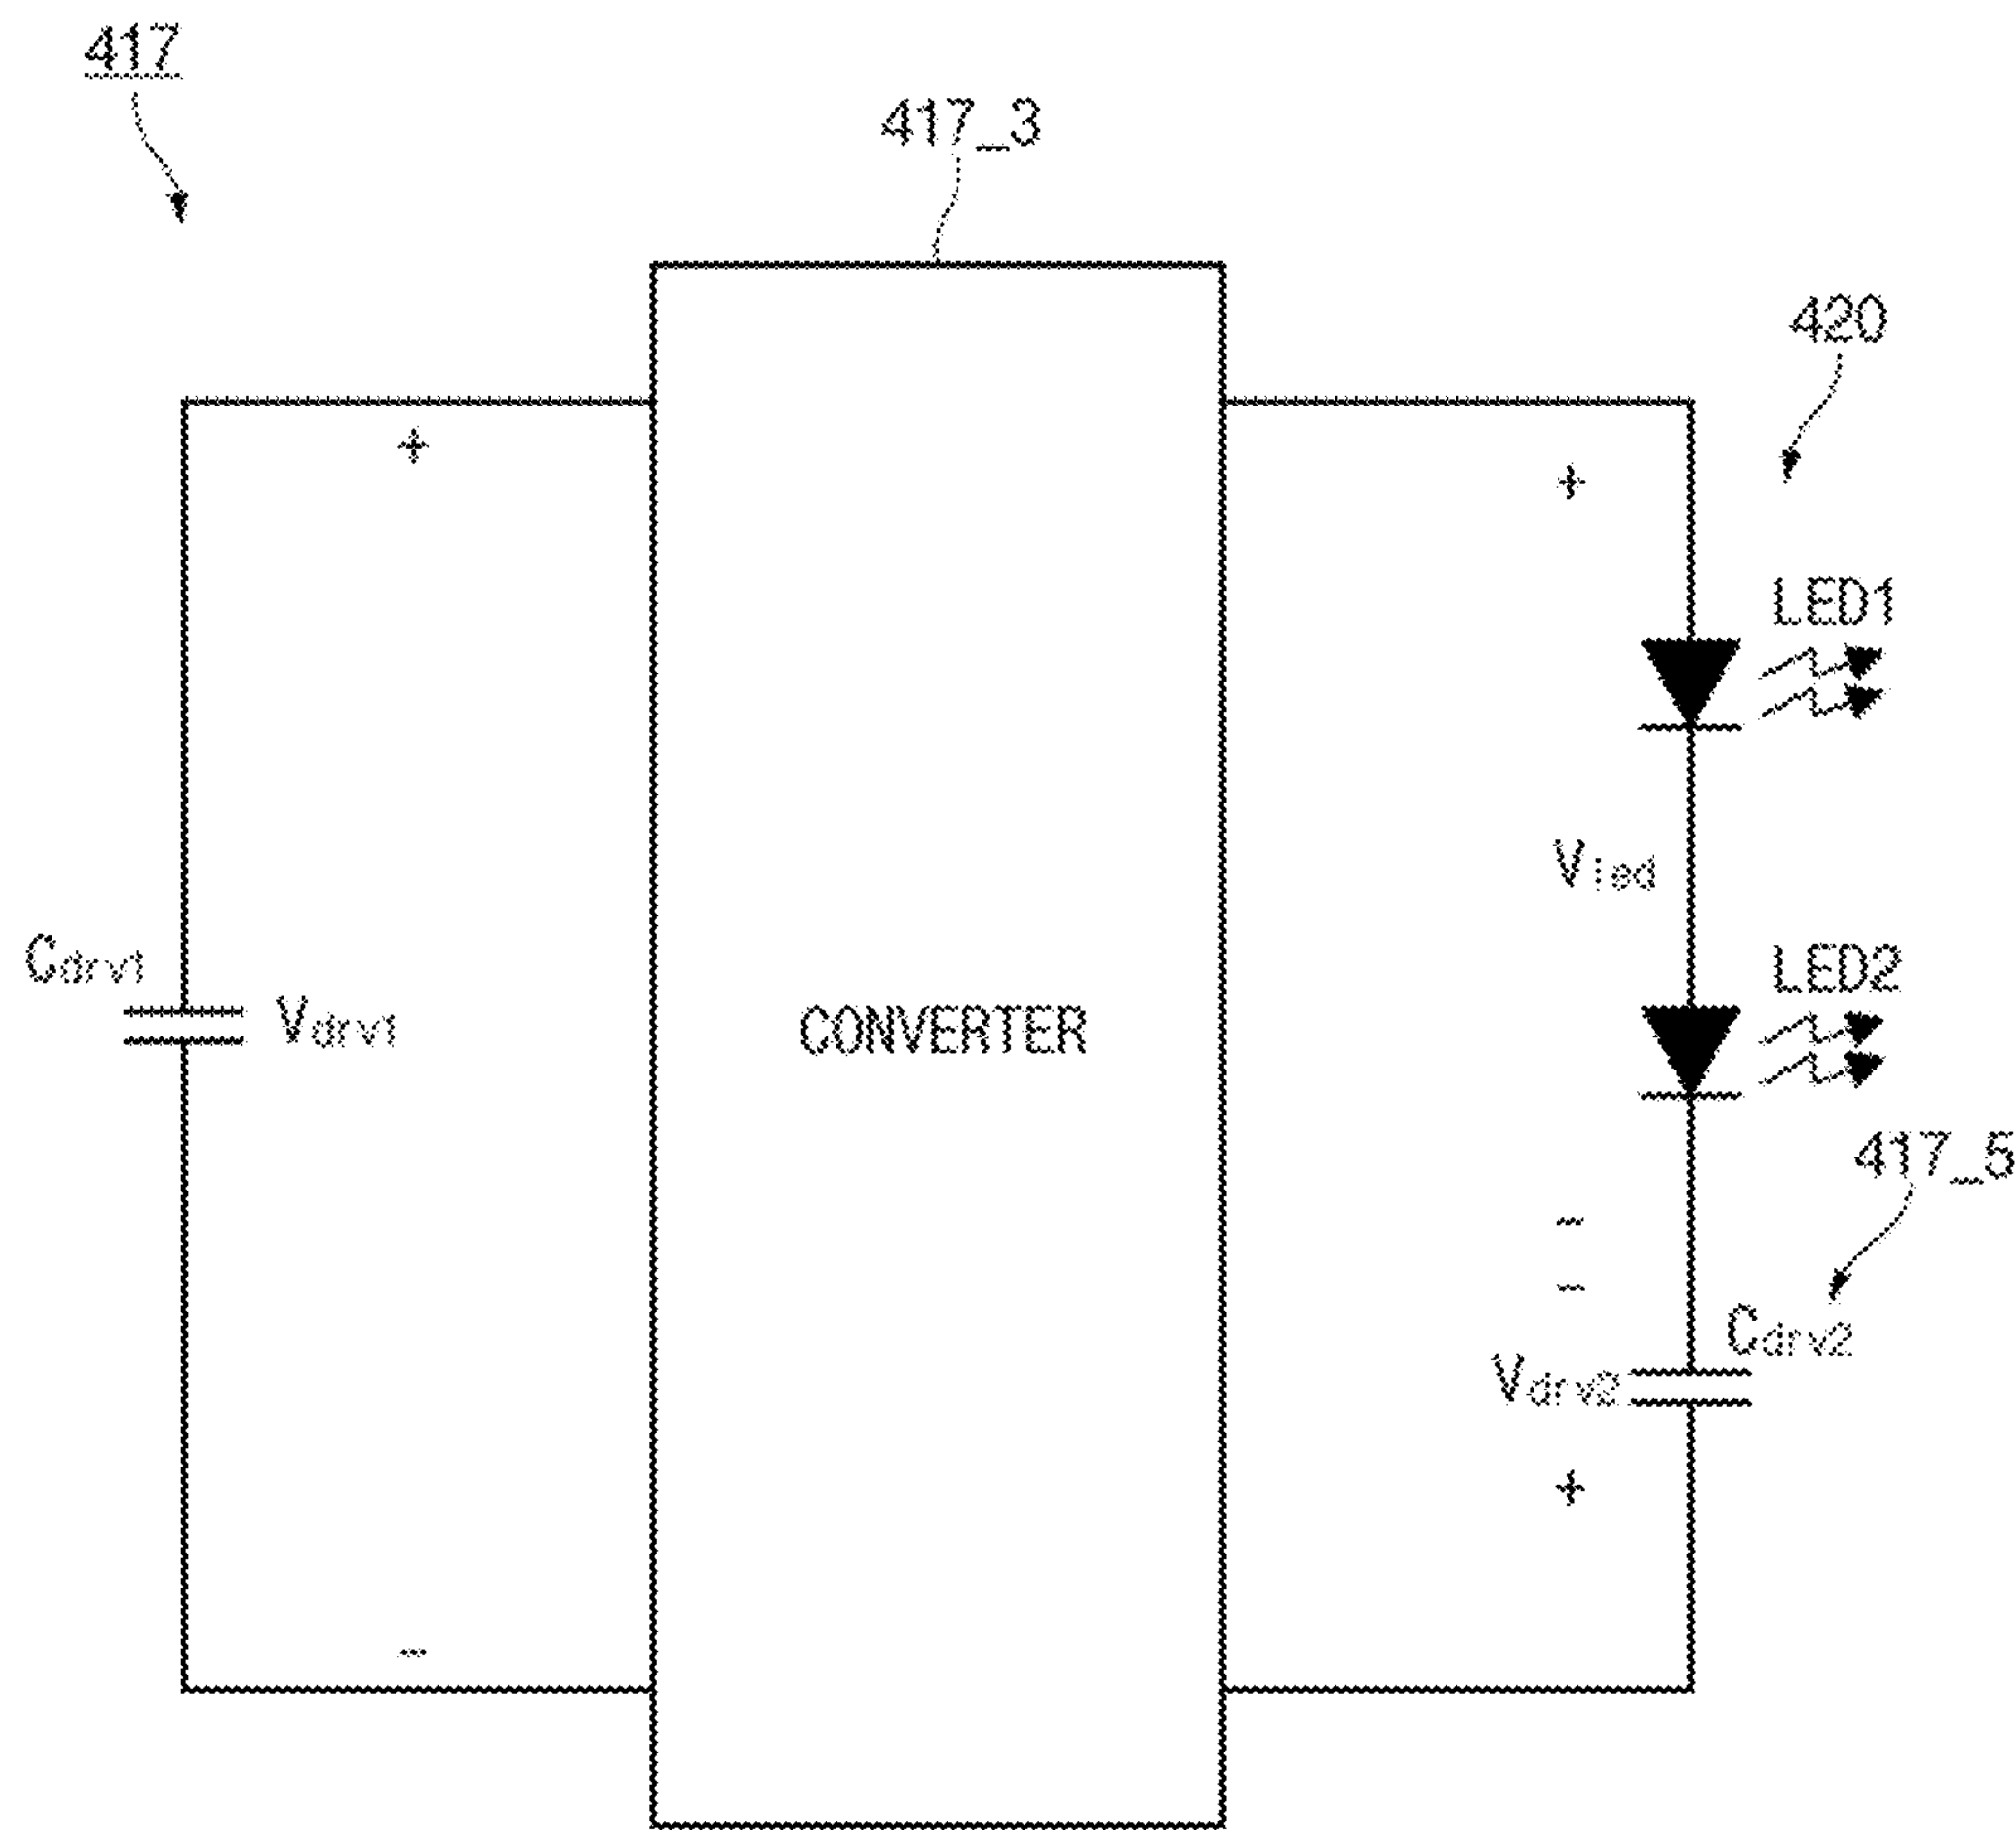 417
417_3
420
+
+
LED1
Vled
Cdrv1
Vdrv1
CONVERTER
LED2
417_5
-
-
Cdrv2
Vdrv2
+
-